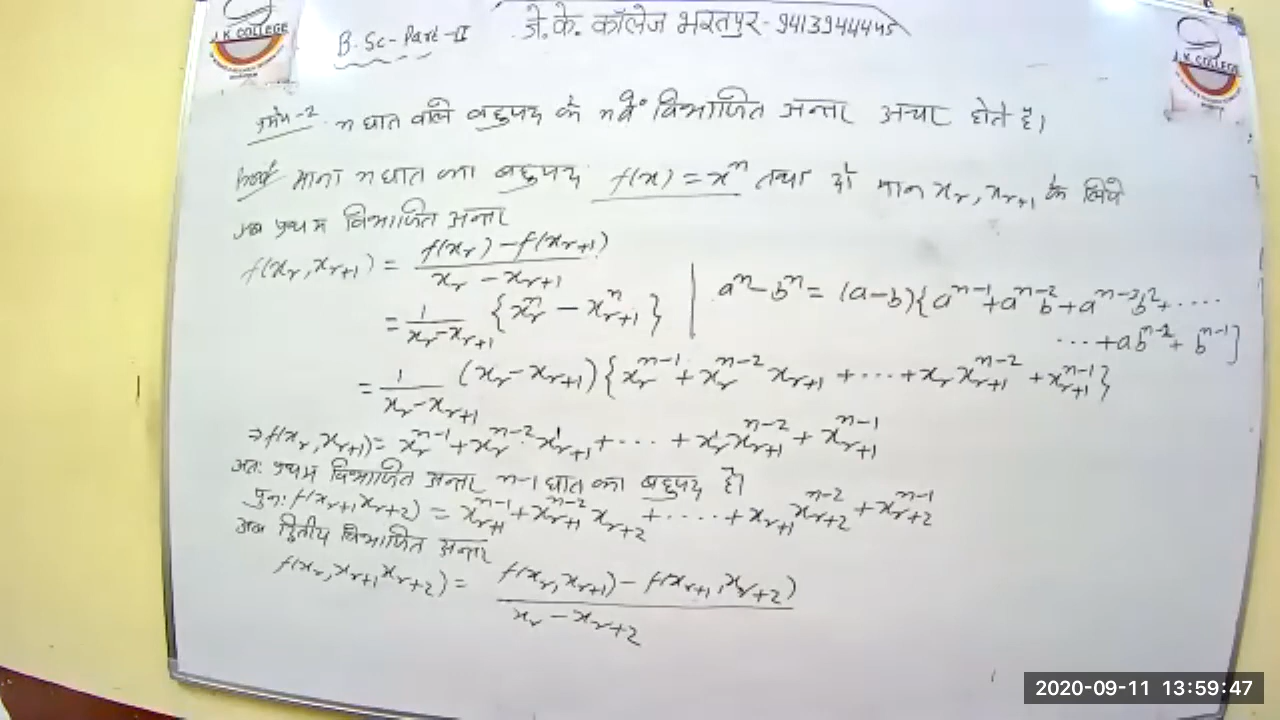 J.K COLLEGE
B.Sc-Part-II
जे.के. कॉलेज भरतपुर-9413944445
J.K COLLEGE
प्रमेय-2 n घात वाले बहुपद के n वें विभाजित अन्तर अचर होते हैं।
Proof माना n घात का बहुपद f(x) = x^n तथा दो मान x_r, x_{r+1} के लिये
अब प्रथम विभाजित अन्तर
f(x_r, x_{r+1}) = \frac{f(x_r) - f(x_{r+1})}{x_r - x_{r+1}}
= \frac{1}{x_r - x_{r+1}} {x_r^n - x_{r+1}^n}
a^n - b^n = (a-b){a^{n-1} + a^{n-2}b + a^{n-3}b^2 + ....
... + ab^{n-2} + b^{n-1}]
= \frac{1}{x_r - x_{r+1}} (x_r - x_{r+1}) {x_r^{n-1} + x_r^{n-2} x_{r+1} + ... + x_r x_{r+1}^{n-2} + x_{r+1}^{n-1}}
⇒ f(x_r, x_{r+1}) = x_r^{n-1} + x_r^{n-2} x_{r+1}^1 + .... + x_r^1 x_{r+1}^{n-2} + x_{r+1}^{n-1}
अतः प्रथम विभाजित अन्तर n-1 घात का बहुपद है।
पुनः f(x_{r+1}, x_{r+2}) = x_{r+1}^{n-1} + x_{r+1}^{n-2} x_{r+2} + ..... + x_{r+1} x_{r+2}^{n-2} + x_{r+2}^{n-1}
अब द्वितीय विभाजित अन्तर
f(x_r, x_{r+1}, x_{r+2}) = \frac{f(x_r, x_{r+1}) - f(x_{r+1}, x_{r+2})}{x_r - x_{r+2}}
2020-09-11 13:59:47